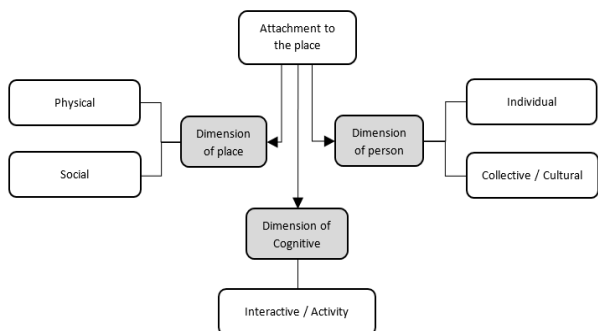 Attachment to
the place
Physical
Individual
Dimension
of place
Dimension
of person
Social
Collective / Cultural
Dimension of
Cognitive
Interactive / Activity